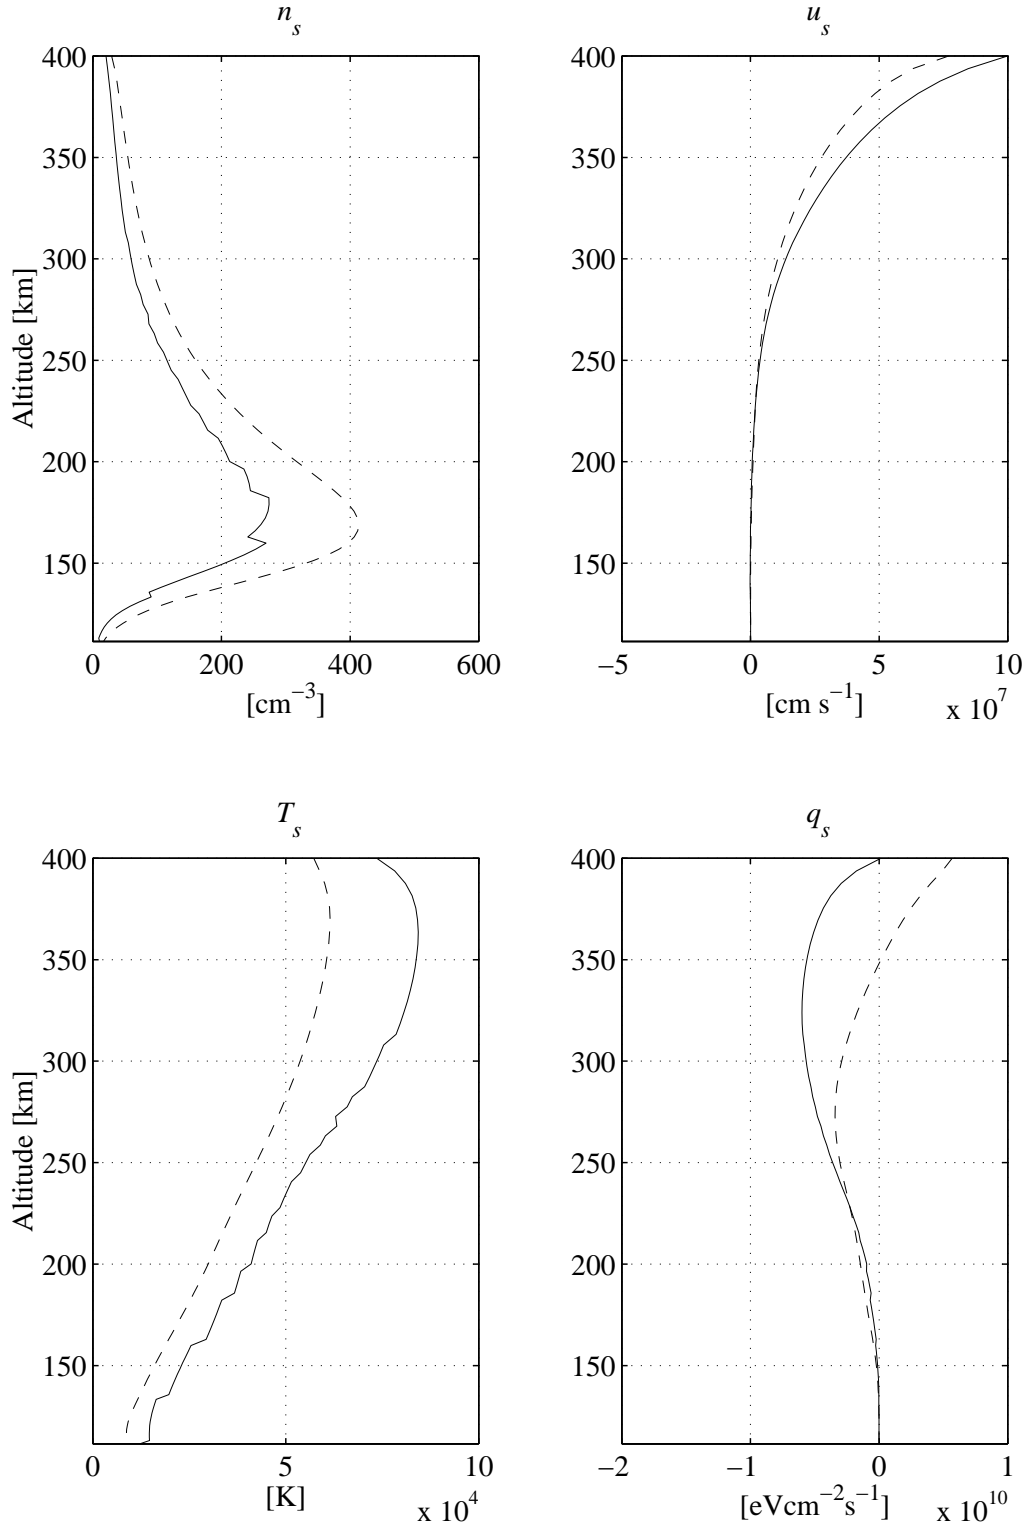 n_s
u_s
400
350
300
250
200
150
Altitude [km]
0 200 400 600
[cm^−3]
400
350
300
250
200
150
−5 0 5 10
[cm s^−1]
x 10^7
T_s
q_s
400
350
300
250
200
150
Altitude [km]
0 5 10
[K]
x 10^4
400
350
300
250
200
150
−2 −1 0 1
[eVcm^−2s^−1]
x 10^10